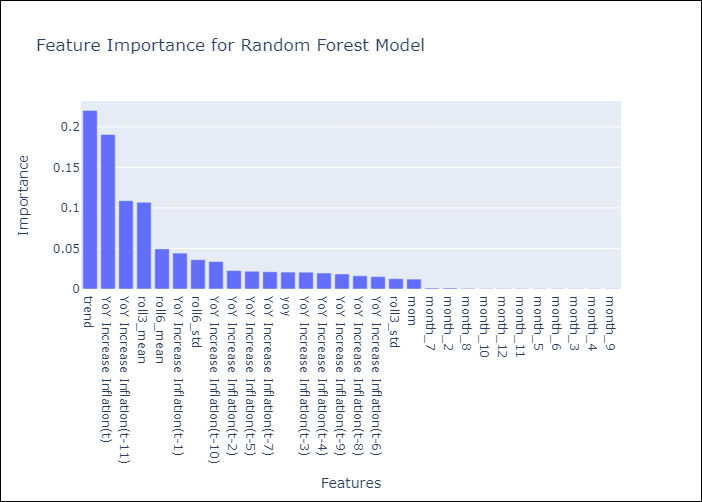 Feature Importance for Random Forest Model
Importance
0.2
0.15
0.1
0.05
0
trend
YoY Increase Inflation(t)
YoY Increase Inflation(t-11)
roll3_mean
roll6_mean
YoY Increase Inflation(t-1)
roll6_std
YoY Increase Inflation(t-10)
YoY Increase Inflation(t-2)
YoY Increase Inflation(t-5)
YoY Increase Inflation(t-7)
yoy
YoY Increase Inflation(t-3)
YoY Increase Inflation(t-4)
YoY Increase Inflation(t-9)
YoY Increase Inflation(t-8)
YoY Increase Inflation(t-6)
roll3_std
mom
month_7
month_2
month_8
month_10
month_12
month_11
month_5
month_6
month_3
month_4
month_9
Features